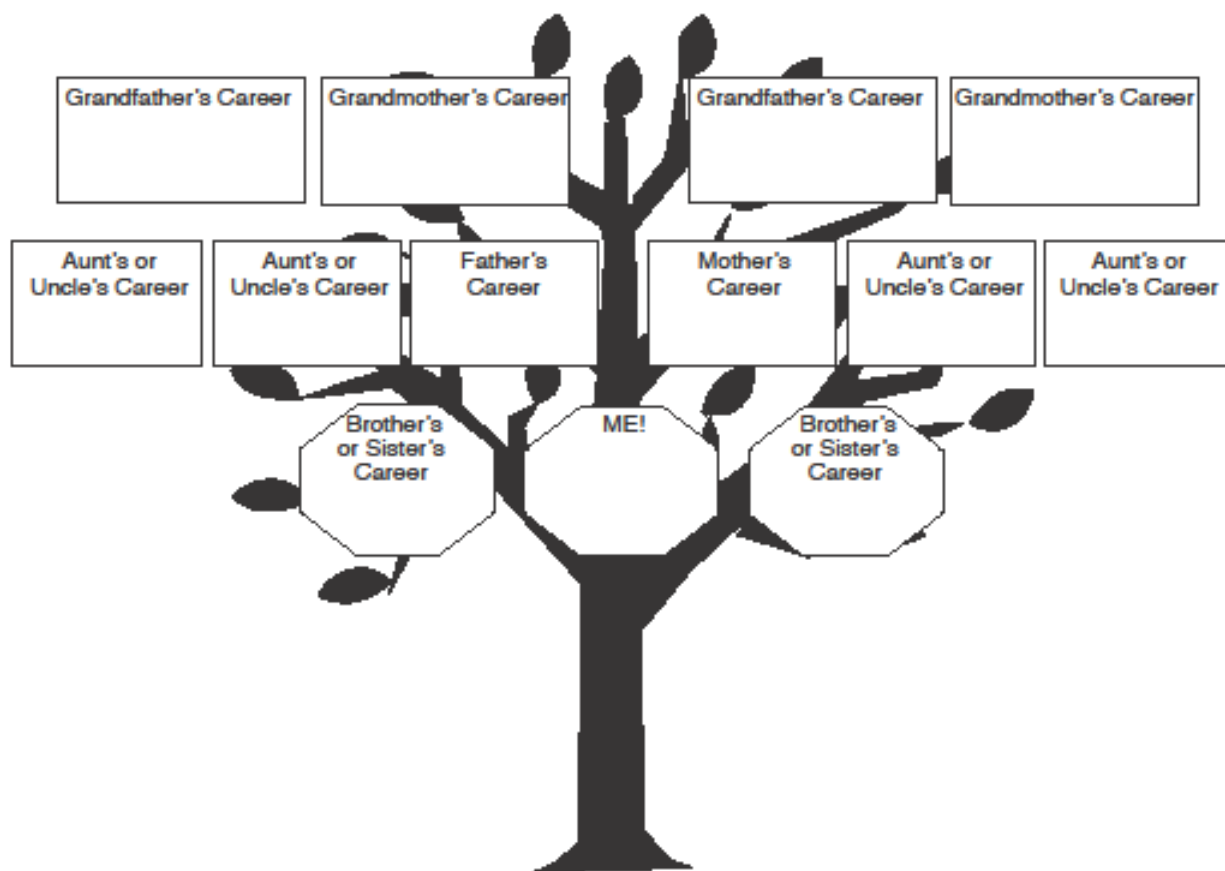 Grandfather's Career
Grandmother's Career
Grandfather's Career
Grandmother's Career
Aunt's or
Uncle's Career
Aunt's or
Uncle's Career
Father's
Career
Mother's
Career
Aunt's or
Uncle's Career
Aunt's or
Uncle's Career
Brother's
or Sister's
Career
ME!
Brother's
or Sister's
Career